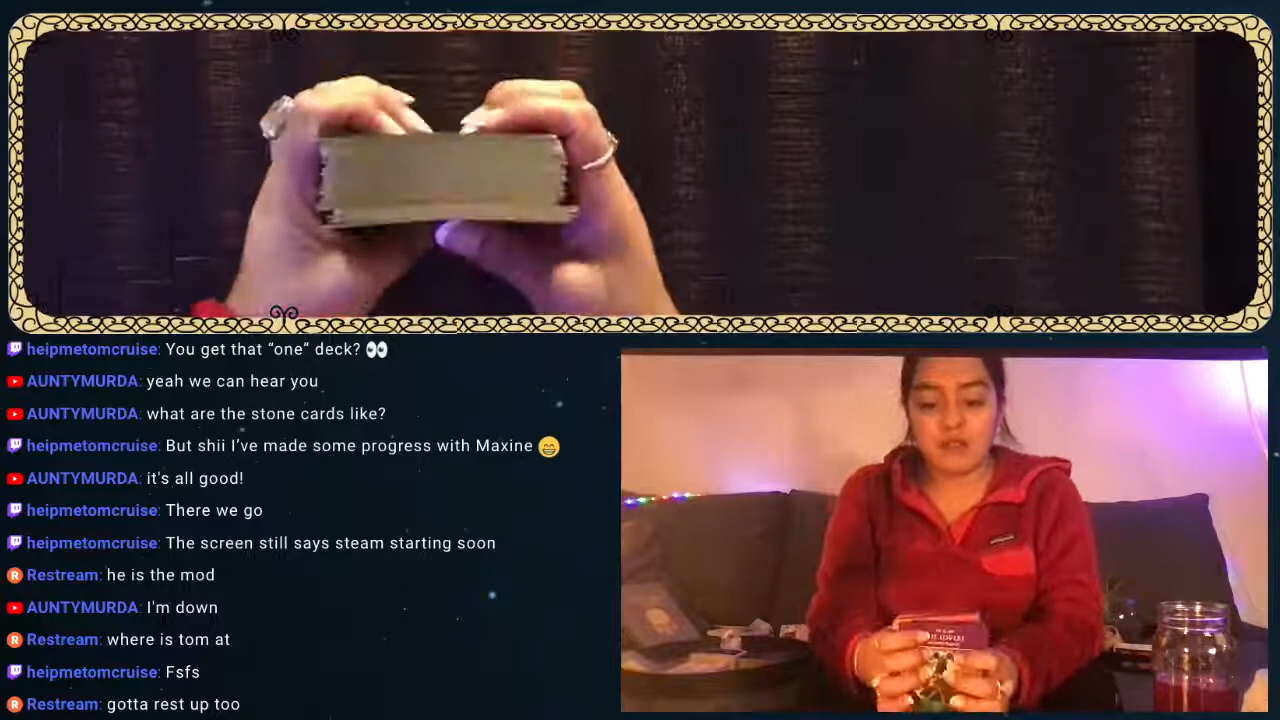 heipmetomcruise: You get that “one” deck? 👀
AUNTYMURDA: yeah we can hear you
AUNTYMURDA: what are the stone cards like?
heipmetomcruise: But shii I’ve made some progress with Maxine 😁
AUNTYMURDA: it's all good!
heipmetomcruise: There we go
heipmetomcruise: The screen still says steam starting soon
Restream: he is the mod
AUNTYMURDA: I'm down
Restream: where is tom at
heipmetomcruise: Fsfs
Restream: gotta rest up too